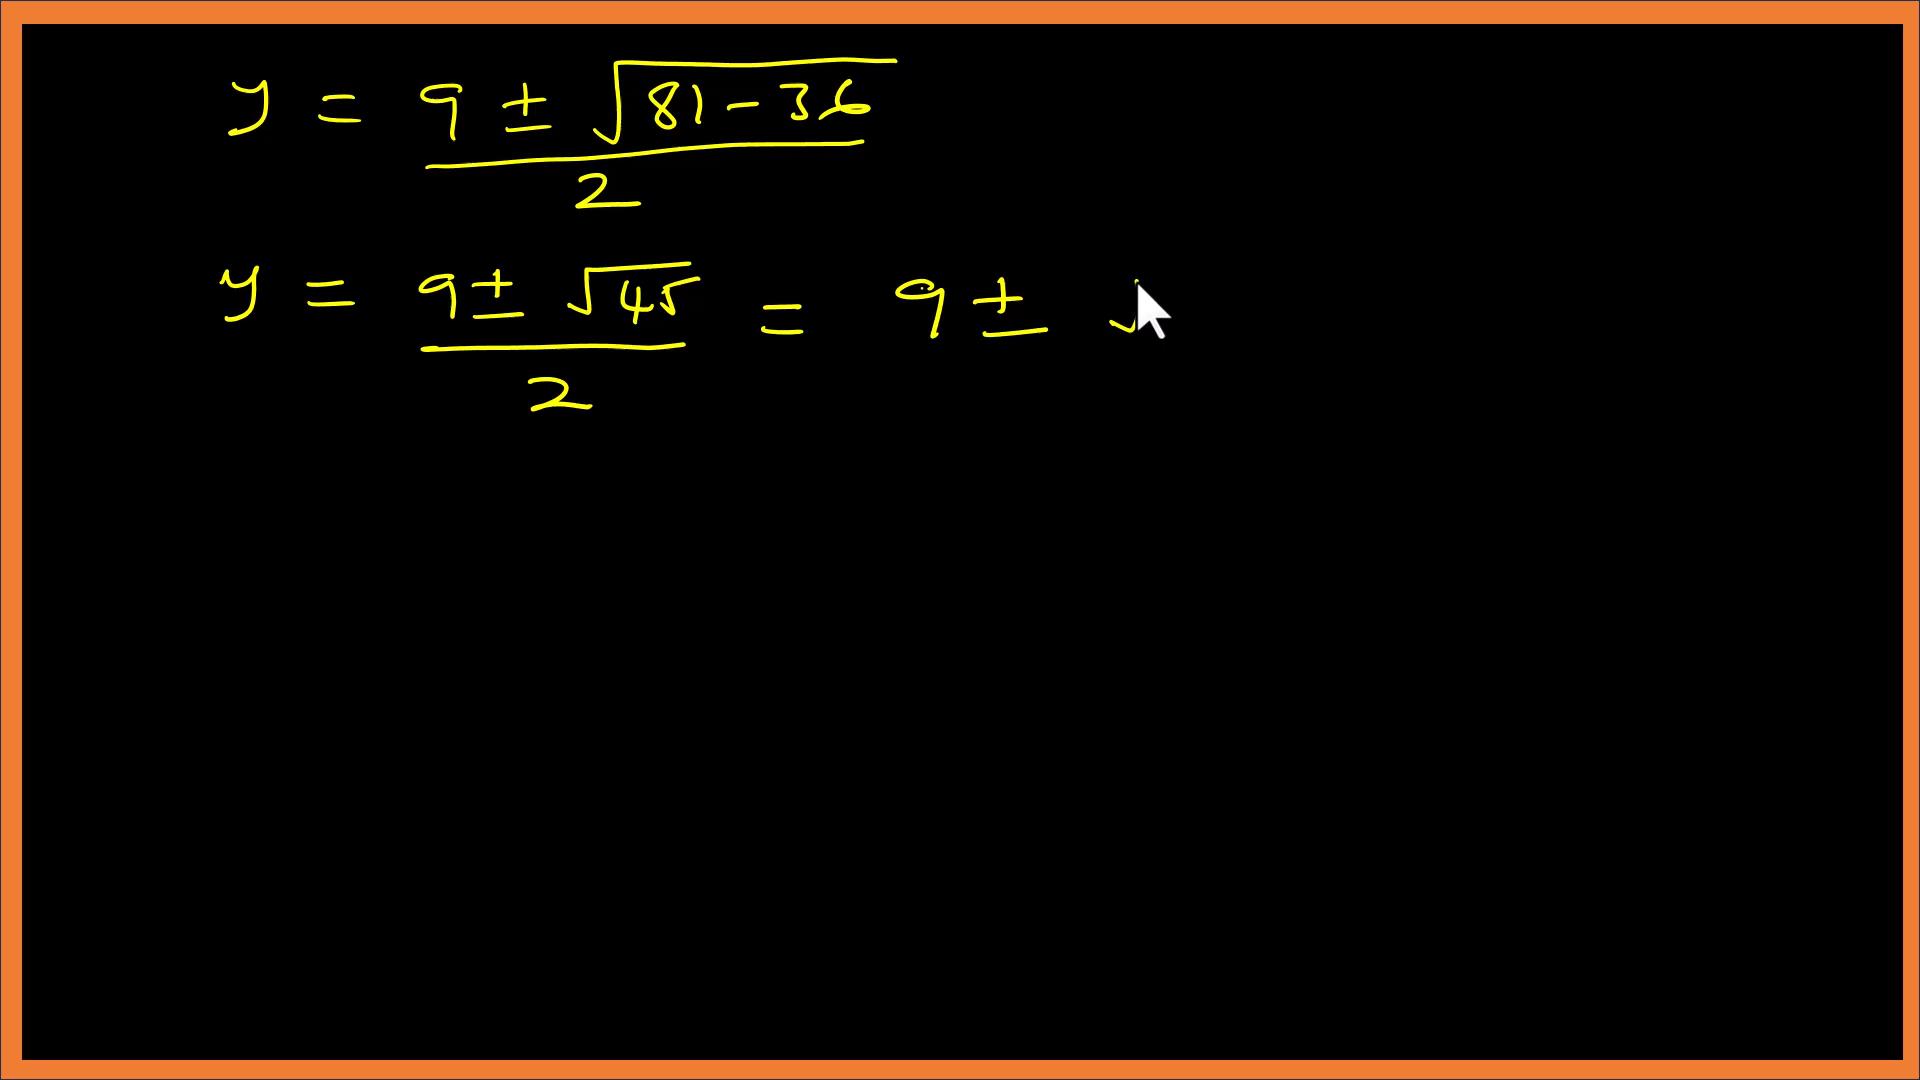 y = 9 ± √81 - 36 / 2
y = 9 ± √45 / 2 = 9 ± √